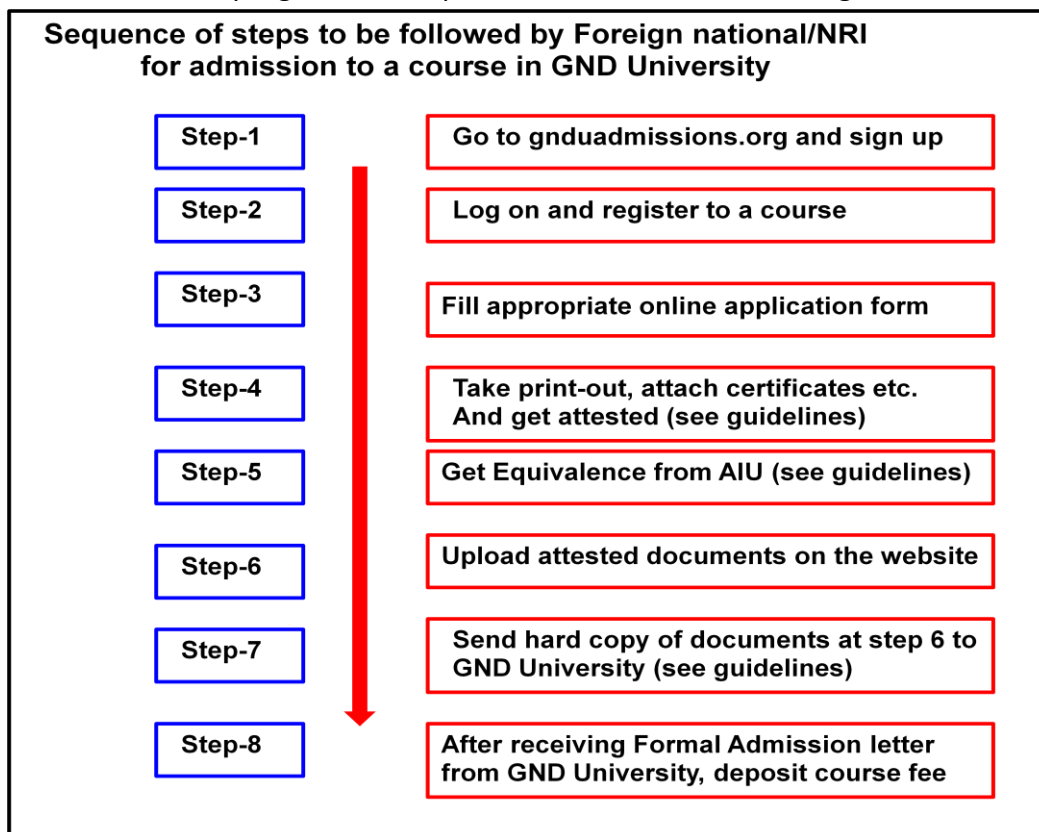 Sequence of steps to be followed by Foreign national/NRI
for admission to a course in GND University
Step-1
Go to gnduadmissions.org and sign up
Step-2
Log on and register to a course
Step-3
Fill appropriate online application form
Step-4
Take print-out, attach certificates etc.
And get attested (see guidelines)
Step-5
Get Equivalence from AIU (see guidelines)
Step-6
Upload attested documents on the website
Step-7
Send hard copy of documents at step 6 to
GND University (see guidelines)
Step-8
After receiving Formal Admission letter
from GND University, deposit course fee